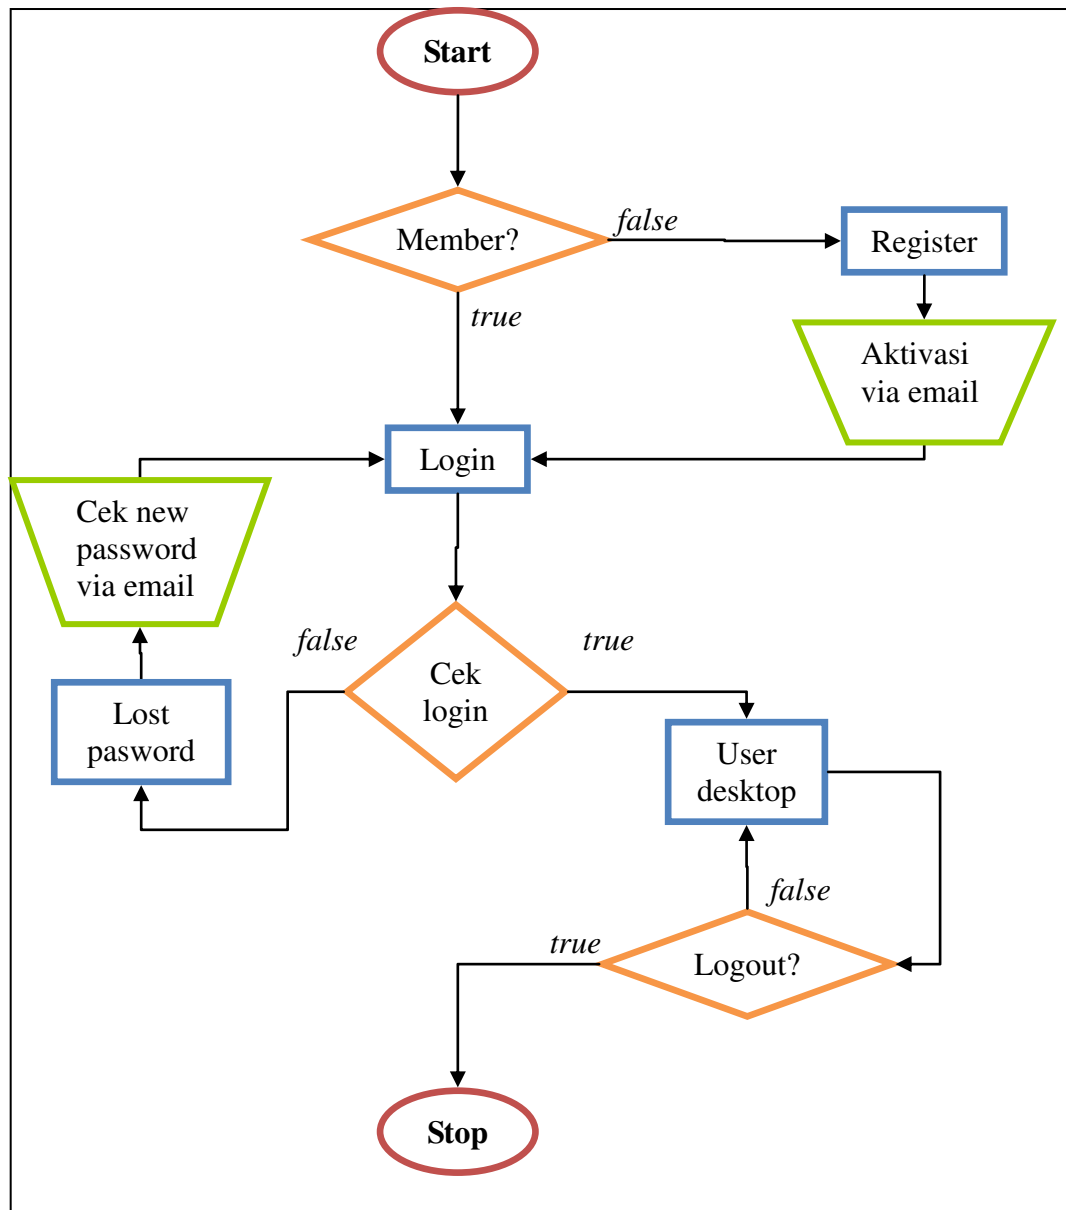 Start
Member?
false
Register
true
Aktivasi
via email
Login
Cek new
password
via email
false
true
Cek
login
Lost
pasword
User
desktop
false
true
Logout?
Stop